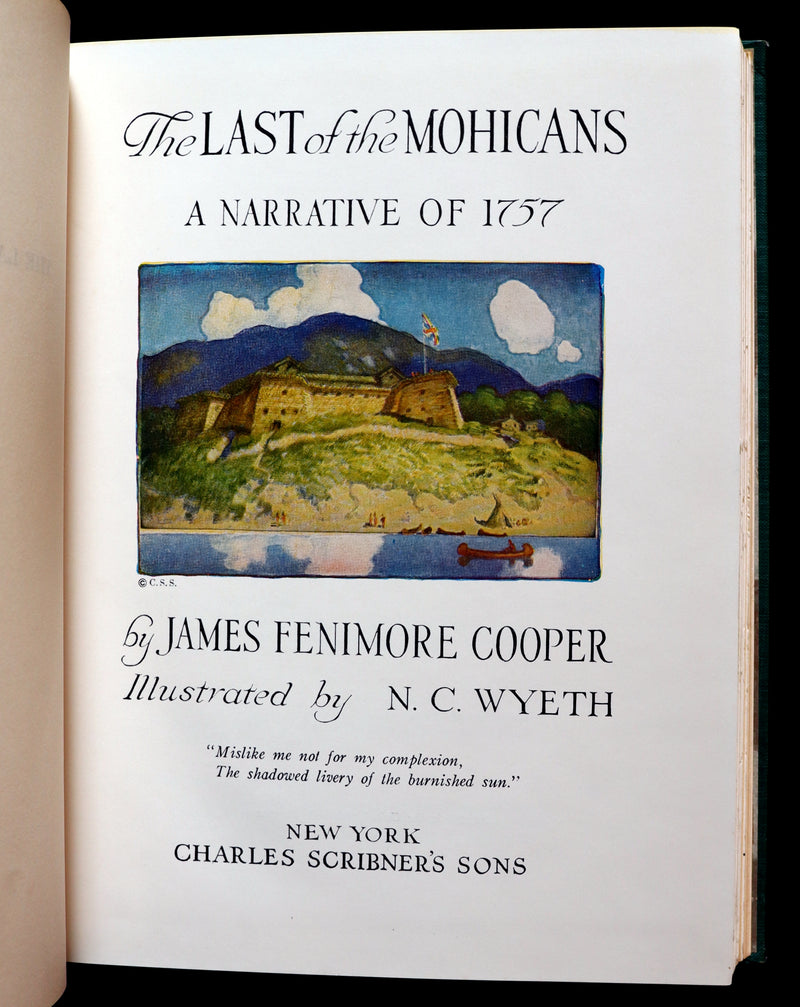 The LAST of the MOHICANS
A NARRATIVE OF 1757
© C. S. S.
by JAMES FENIMORE COOPER
Illustrated by N. C. WYETH
“Mislike me not for my complexion,
The shadowed livery of the burnished sun.”
NEW YORK
CHARLES SCRIBNER'S SONS